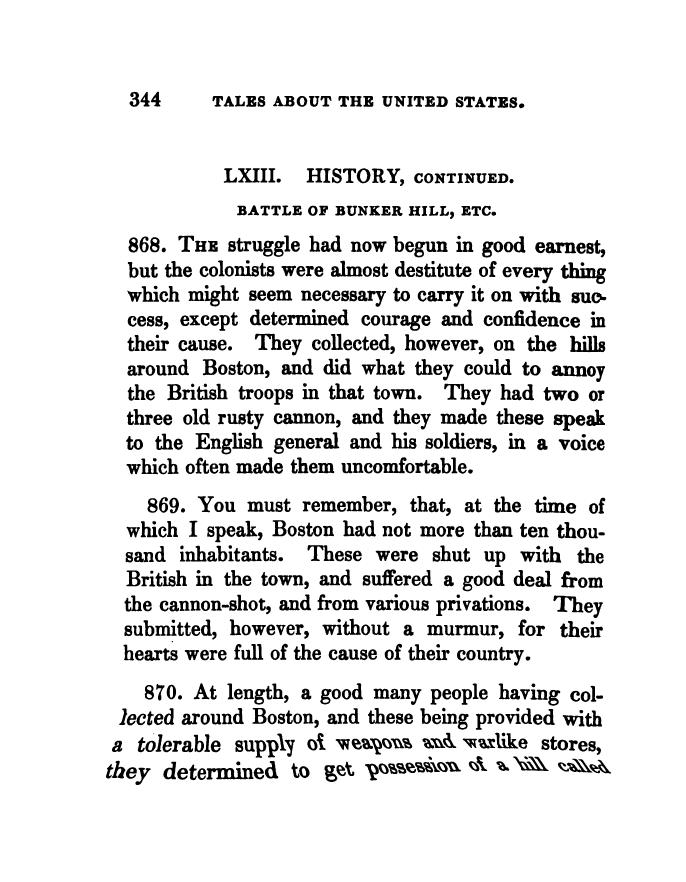 344 TALES ABOUT THE UNITED STATES.
LXIII. HISTORY, CONTINUED.
BATTLE OF BUNKER HILL, ETC.
868. THE struggle had now begun in good earnest,
but the colonists were almost destitute of every thing
which might seem necessary to carry it on with suc-
cess, except determined courage and confidence in
their cause. They collected, however, on the hills
around Boston, and did what they could to annoy
the British troops in that town. They had two or
three old rusty cannon, and they made these speak
to the English general and his soldiers, in a voice
which often made them uncomfortable.
869. You must remember, that, at the time of
which I speak, Boston had not more than ten thou-
sand inhabitants. These were shut up with the
British in the town, and suffered a good deal from
the cannon-shot, and from various privations. They
submitted, however, without a murmur, for their
hearts were full of the cause of their country.
870. At length, a good many people having col-
lected around Boston, and these being provided with
a tolerable supply of weapons and warlike stores,
they determined to get possession of a hill called